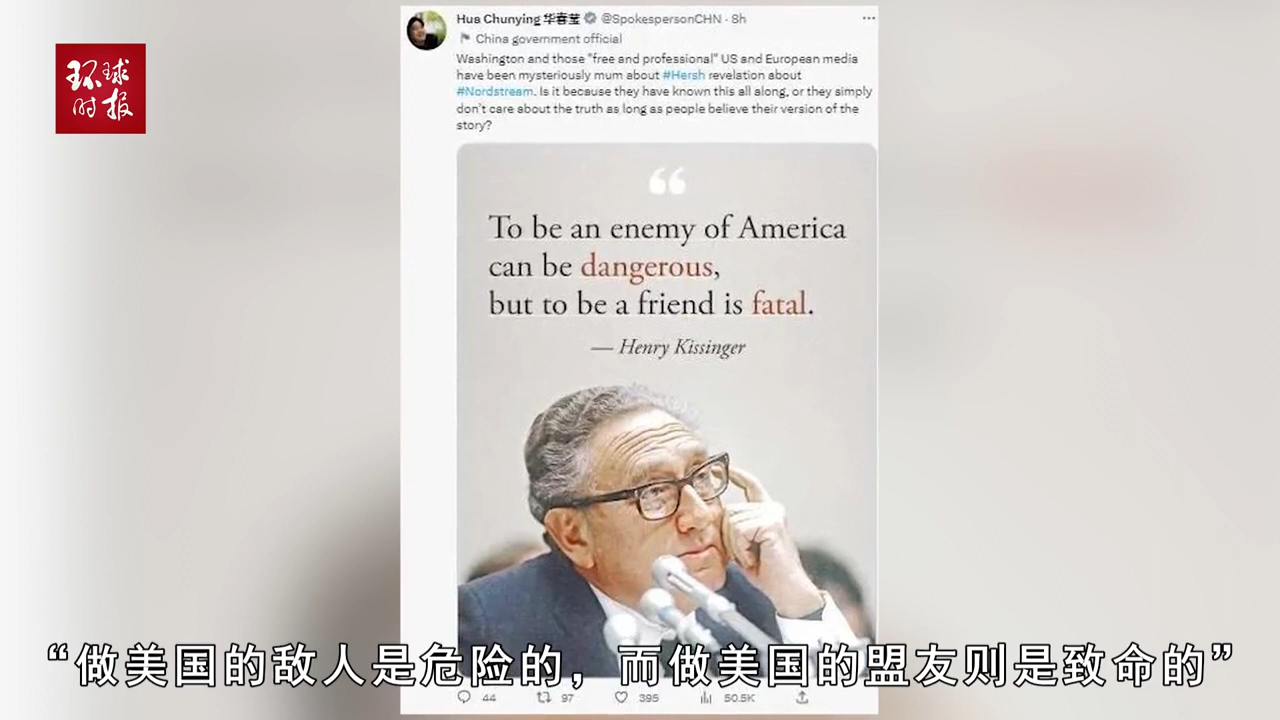 环球
时报
Hua Chunying 华春莹 @SpokespersonCHN · 8h
China government official
Washington and those "free and professional" US and European media
have been mysteriously mum about #Hersh revelation about
#Nordstream. Is it because they have known this all along, or they simply
don't care about the truth as long as people believe their version of the
story?
“
To be an enemy of America
can be dangerous,
but to be a friend is fatal.
— Henry Kissinger
“做美国的敌人是危险的，而做美国的盟友则是致命的”
44 97 395 50.5K